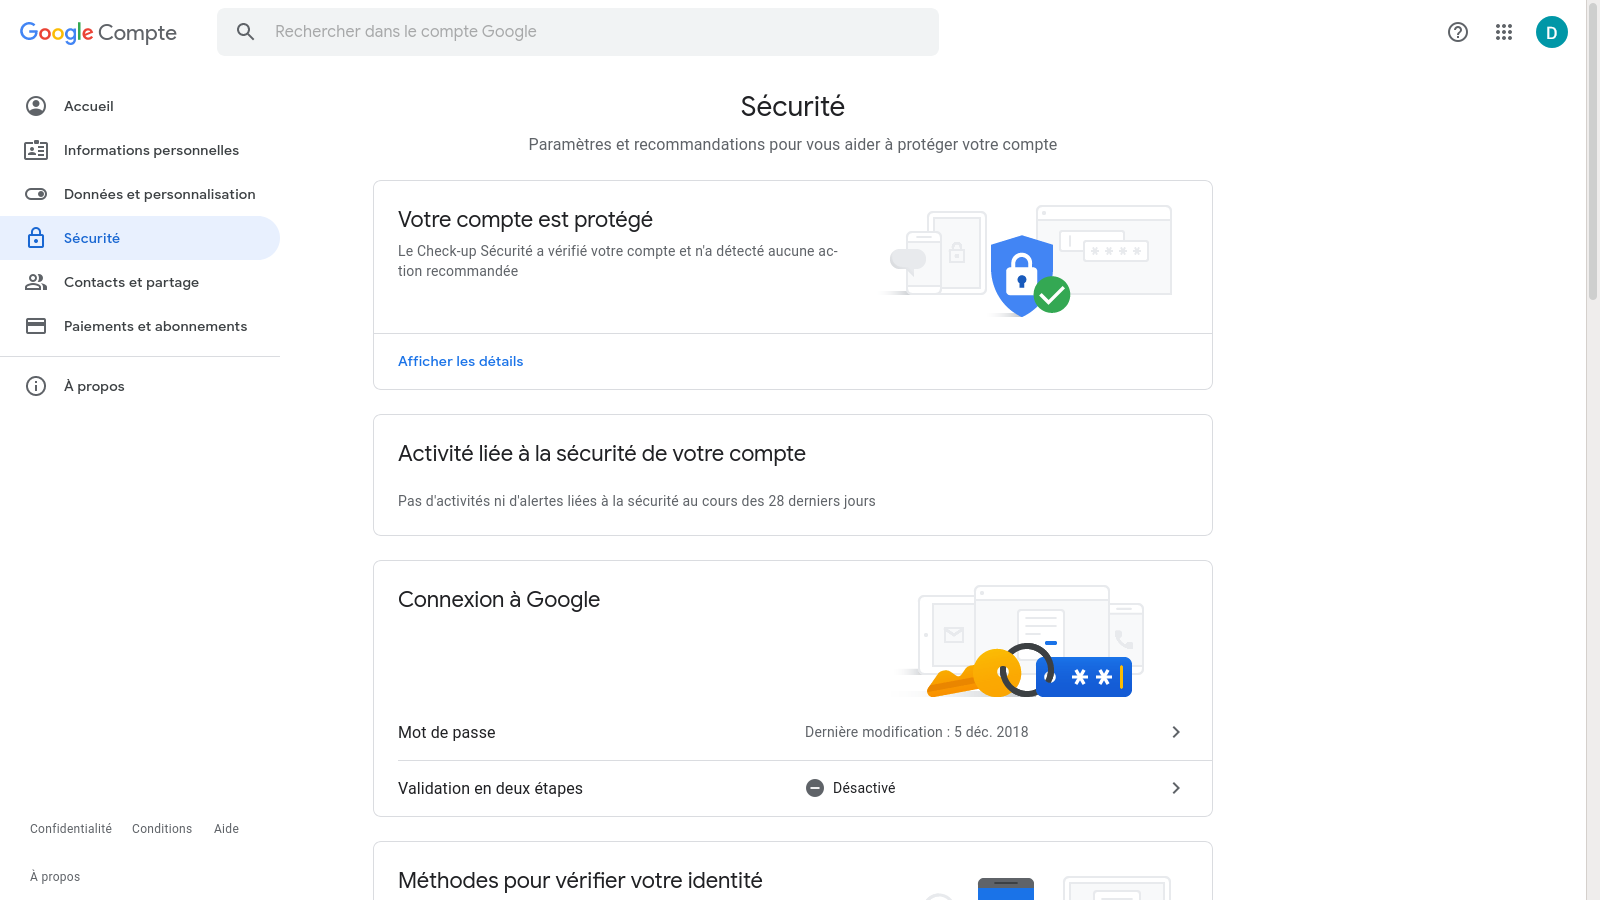 Google Compte
Rechercher dans le compte Google
D
Accueil
Informations personnelles
Données et personnalisation
Sécurité
Contacts et partage
Paiements et abonnements
À propos
Sécurité
Paramètres et recommandations pour vous aider à protéger votre compte
Votre compte est protégé
Le Check-up Sécurité a vérifié votre compte et n'a détecté aucune ac-
tion recommandée
Afficher les détails
Activité liée à la sécurité de votre compte
Pas d'activités ni d'alertes liées à la sécurité au cours des 28 derniers jours
Connexion à Google
Mot de passe
Dernière modification : 5 déc. 2018
Validation en deux étapes
Désactivé
Méthodes pour vérifier votre identité
Confidentialité
Conditions
Aide
À propos